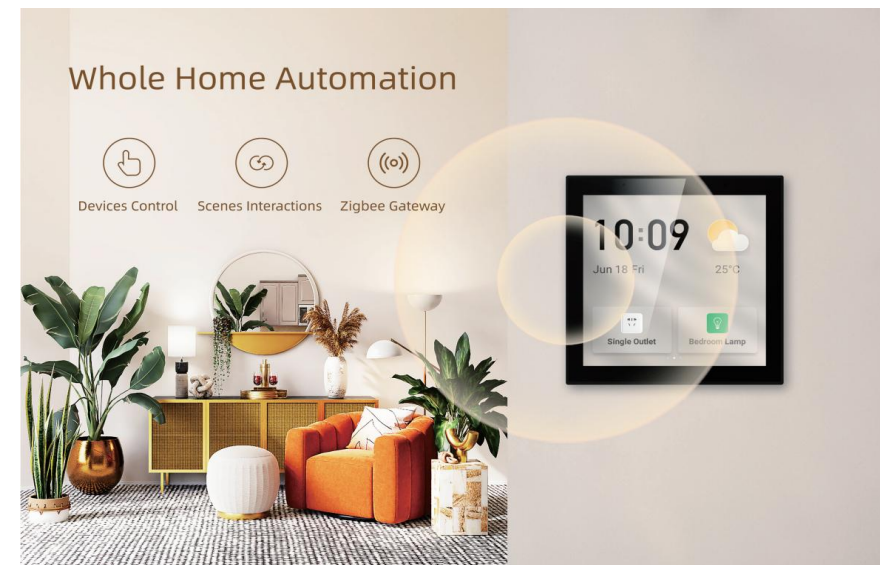 Whole Home Automation
Devices Control
Scenes Interactions
Zigbee Gateway
10:09
Jun 18 Fri
25°C
Single Outlet
Bedroom Lamp